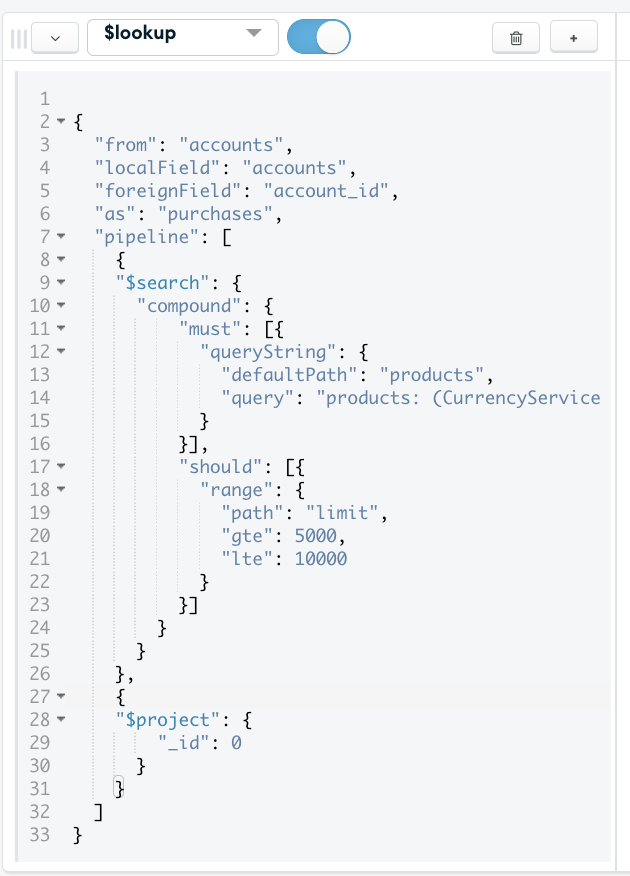 $lookup
+
1
2 {
3 "from": "accounts",
4 "localField": "accounts",
5 "foreignField": "account_id",
6 "as": "purchases",
7 "pipeline": [
8 {
9 "$search": {
10 "compound": {
11 "must": [{
12 "queryString": {
13 "defaultPath": "products",
14 "query": "products: (CurrencyService
15 }
16 }],
17 "should": [{
18 "range": {
19 "path": "limit",
20 "gte": 5000,
21 "lte": 10000
22 }
23 }]
24 }
25 }
26 },
27 {
28 "$project": {
29 "_id": 0
30 }
31 }
32 ]
33 }